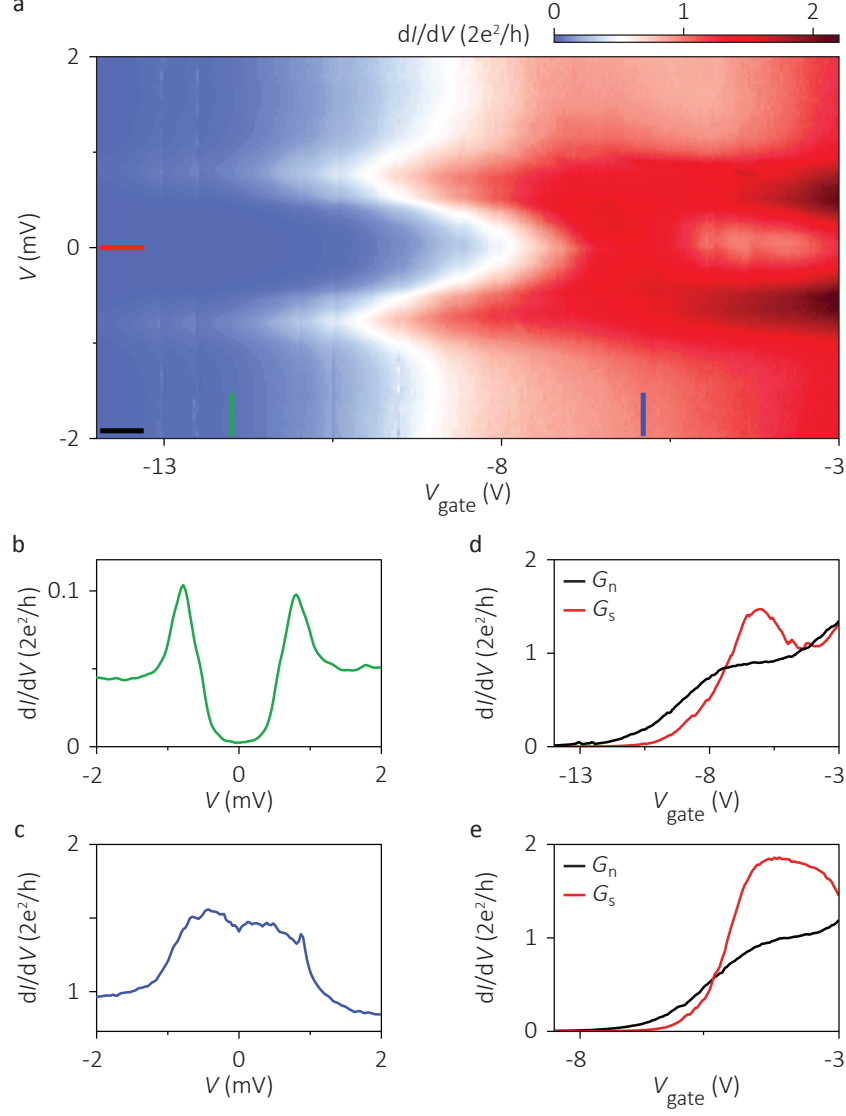 a
dI/dV (2e²/h)
0 1 2
2
0
-2
V (mV)
-13 -8 -3
V_gate (V)
b
0.1
0
dI/dV (2e²/h)
-2 0 2
V (mV)
d
2
1
0
dI/dV (2e²/h)
G_n
G_s
-13 -8 -3
V_gate (V)
c
2
1
dI/dV (2e²/h)
-2 0 2
V (mV)
e
2
1
0
dI/dV (2e²/h)
G_n
G_s
-8 -3
V_gate (V)